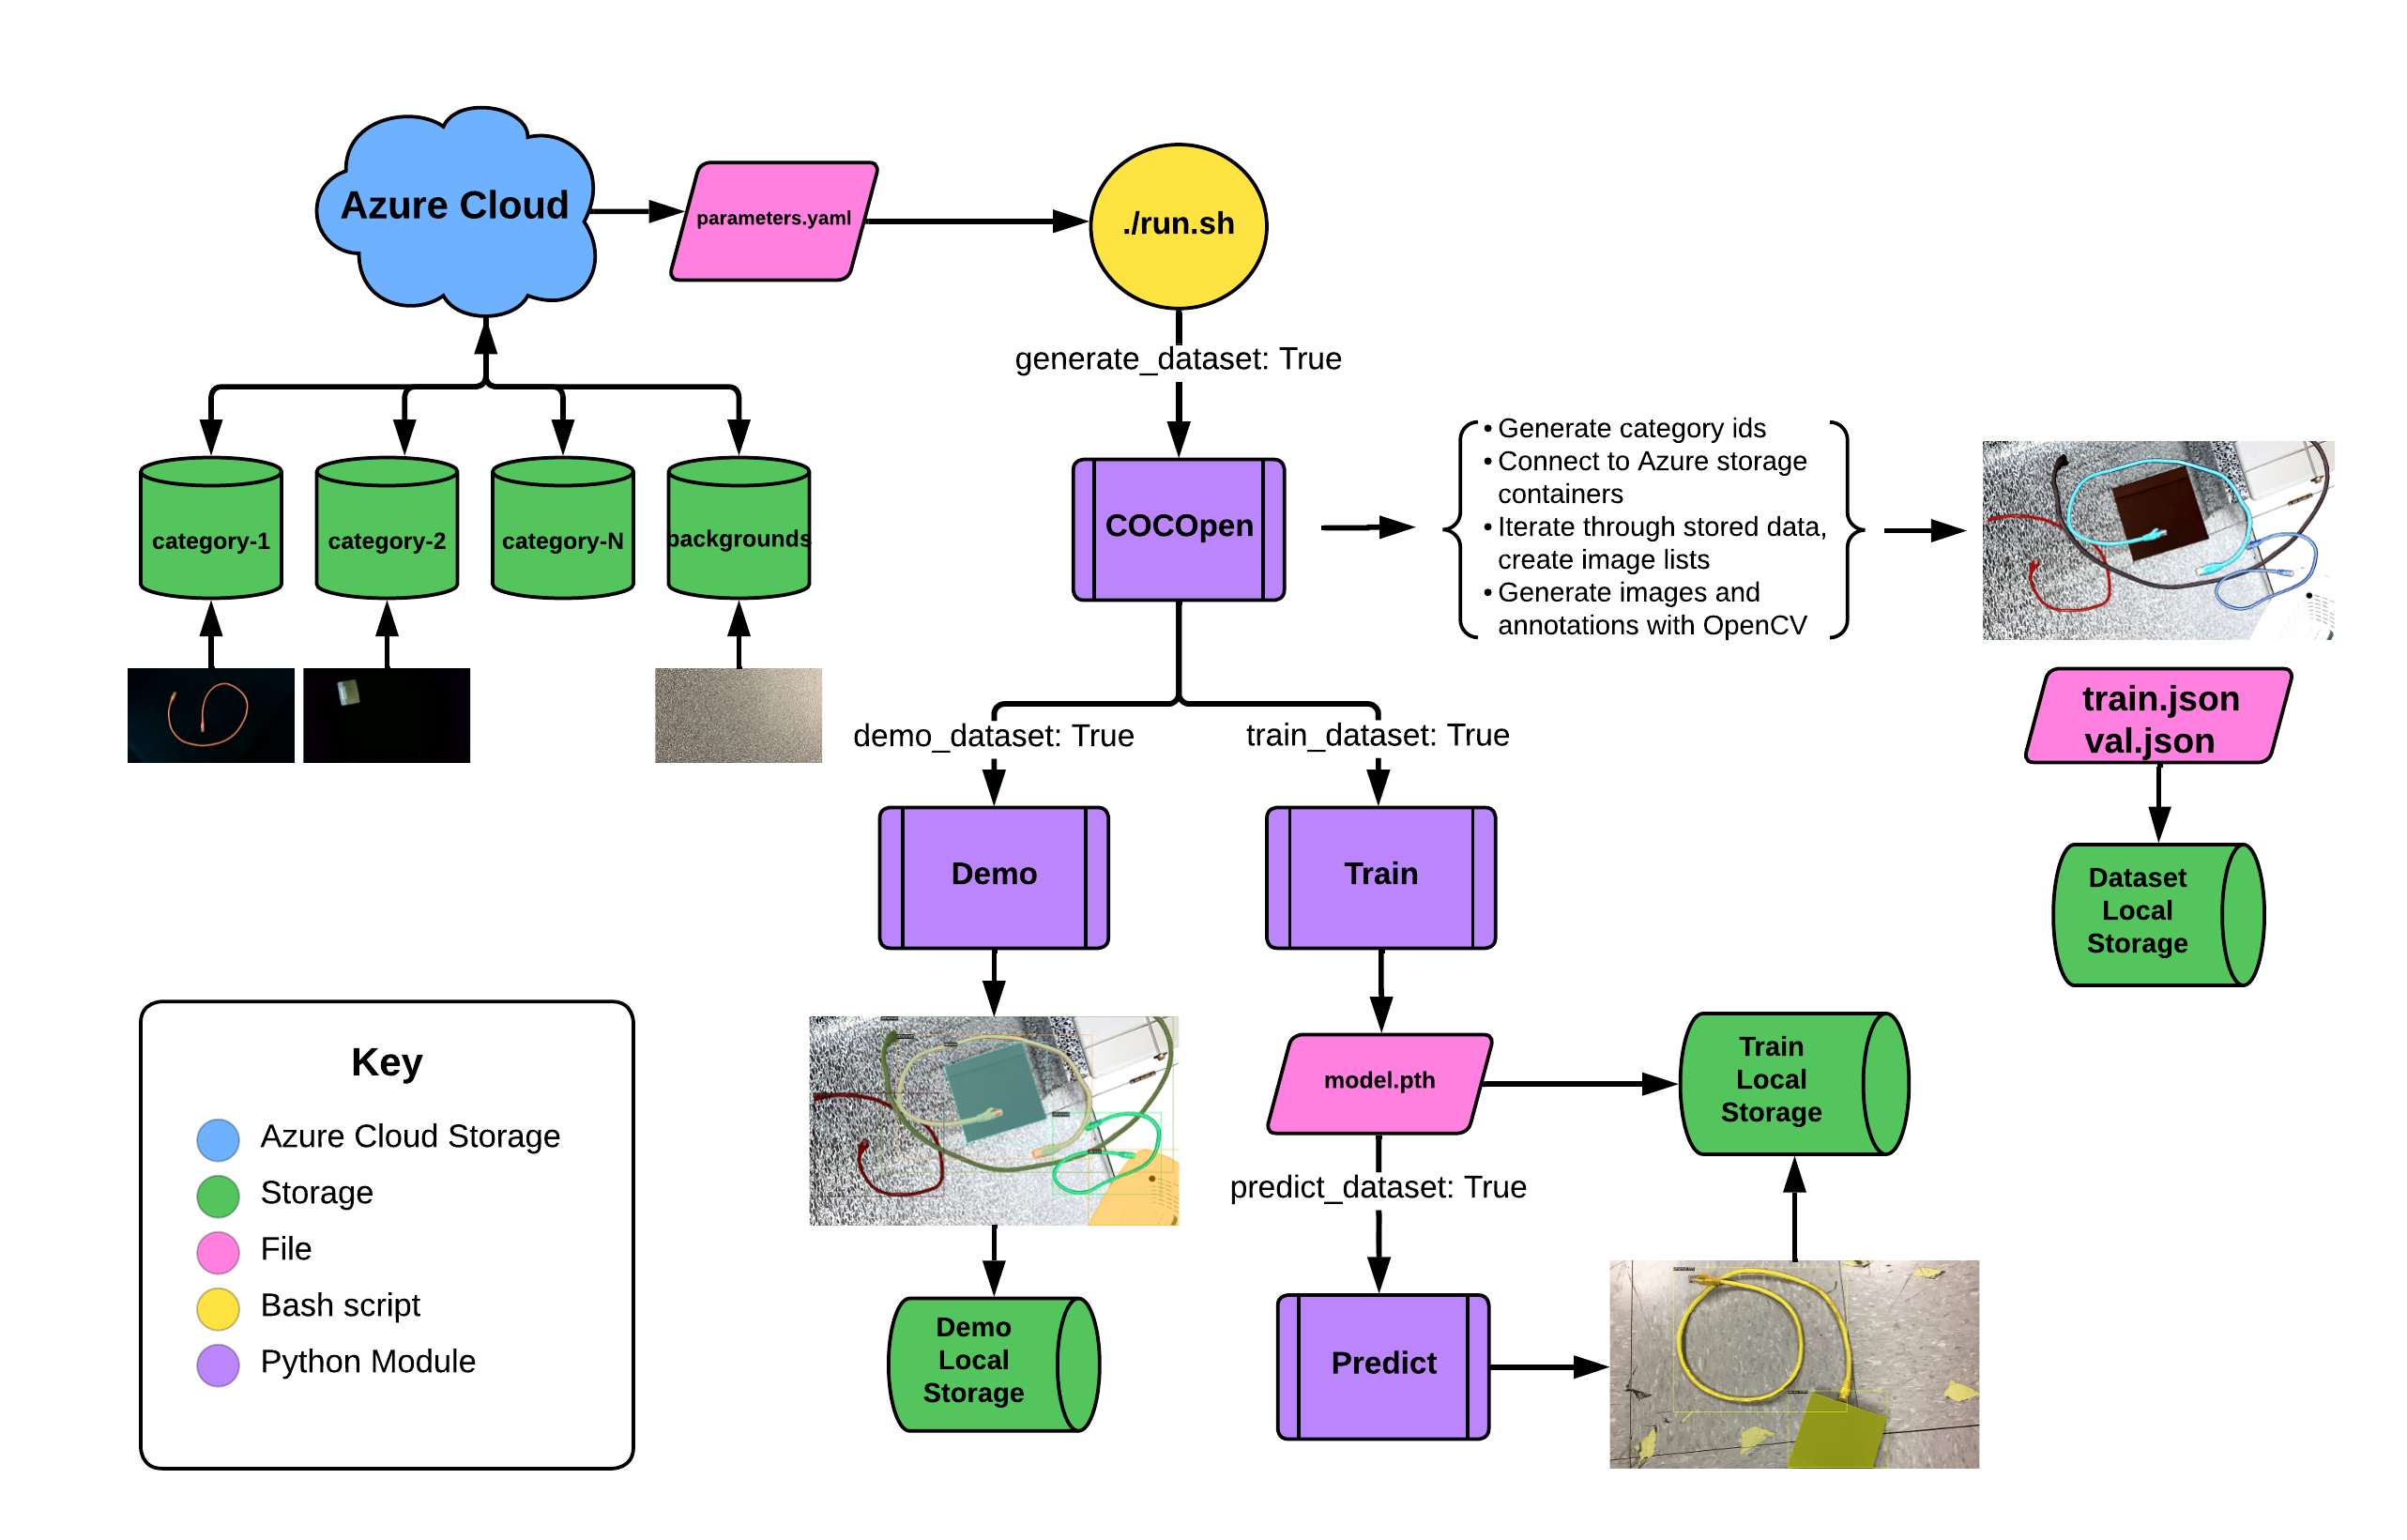 Azure Cloud
parameters.yaml
./run.sh
generate_dataset: True
category-1
category-2
category-N
backgrounds
COCOpen
• Generate category ids
• Connect to Azure storage
containers
• Iterate through stored data,
create image lists
• Generate images and
annotations with OpenCV
train.json
val.json
demo_dataset: True
train_dataset: True
Demo
Train
Dataset
Local
Storage
Key
Azure Cloud Storage
Storage
File
Bash script
Python Module
model.pth
Train
Local
Storage
predict_dataset: True
Demo
Local
Storage
Predict